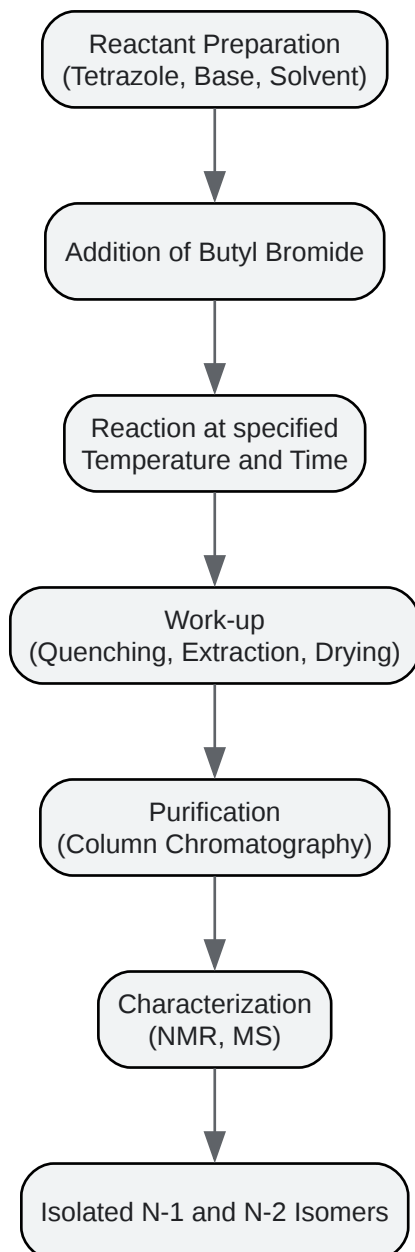 Reactant Preparation
(Tetrazole, Base, Solvent)
Addition of Butyl Bromide
Reaction at specified
Temperature and Time
Work-up
(Quenching, Extraction, Drying)
Purification
(Column Chromatography)
Characterization
(NMR, MS)
Isolated N-1 and N-2 Isomers